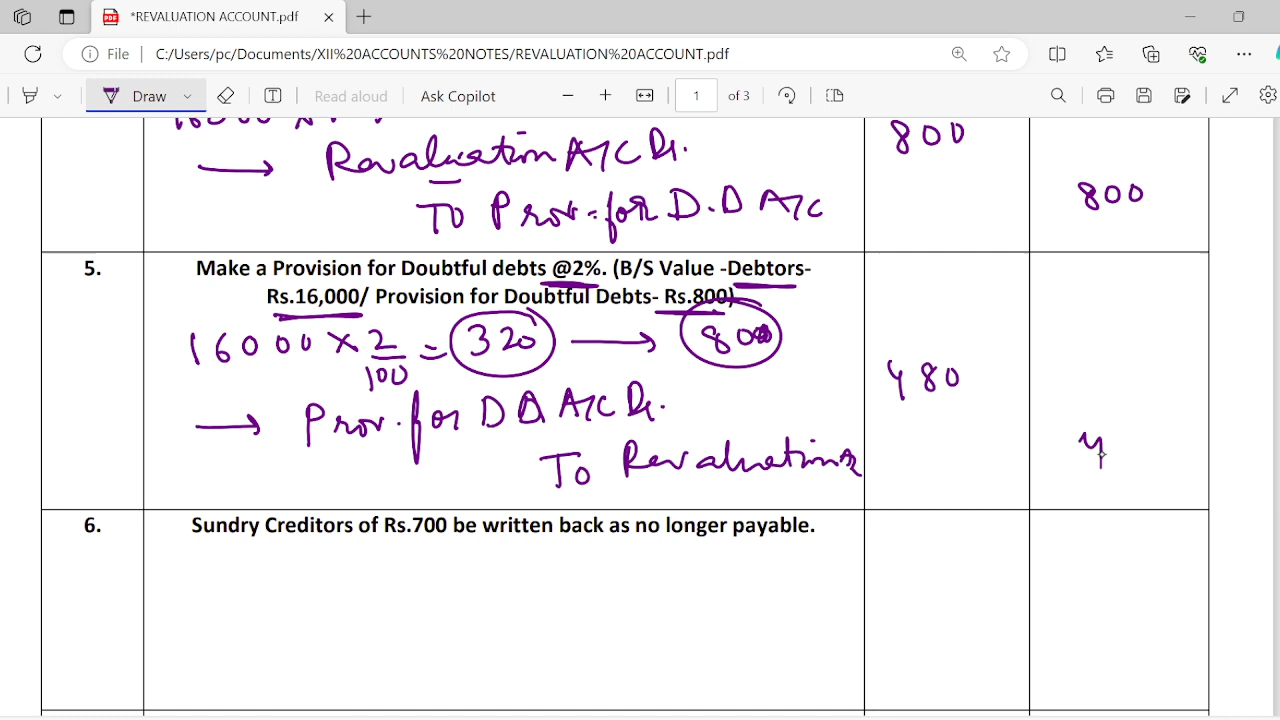 *REVALUATION ACCOUNT.pdf
File
C:/Users/pc/Documents/XII%20ACCOUNTS%20NOTES/REVALUATION%20ACCOUNT.pdf
Draw
Read aloud
Ask Copilot
1 of 3
→ Revaluation A/C Dr. 800
To Prov. for D.D A/c 800
5. Make a Provision for Doubtful debts @2%. (B/S Value -Debtors-
Rs.16,000/ Provision for Doubtful Debts- Rs.800)
16000 × 2/100 = 320 → 800
→ Prov. for DD A/C Dr. 480
To Revaluation A/c 4
6. Sundry Creditors of Rs.700 be written back as no longer payable.